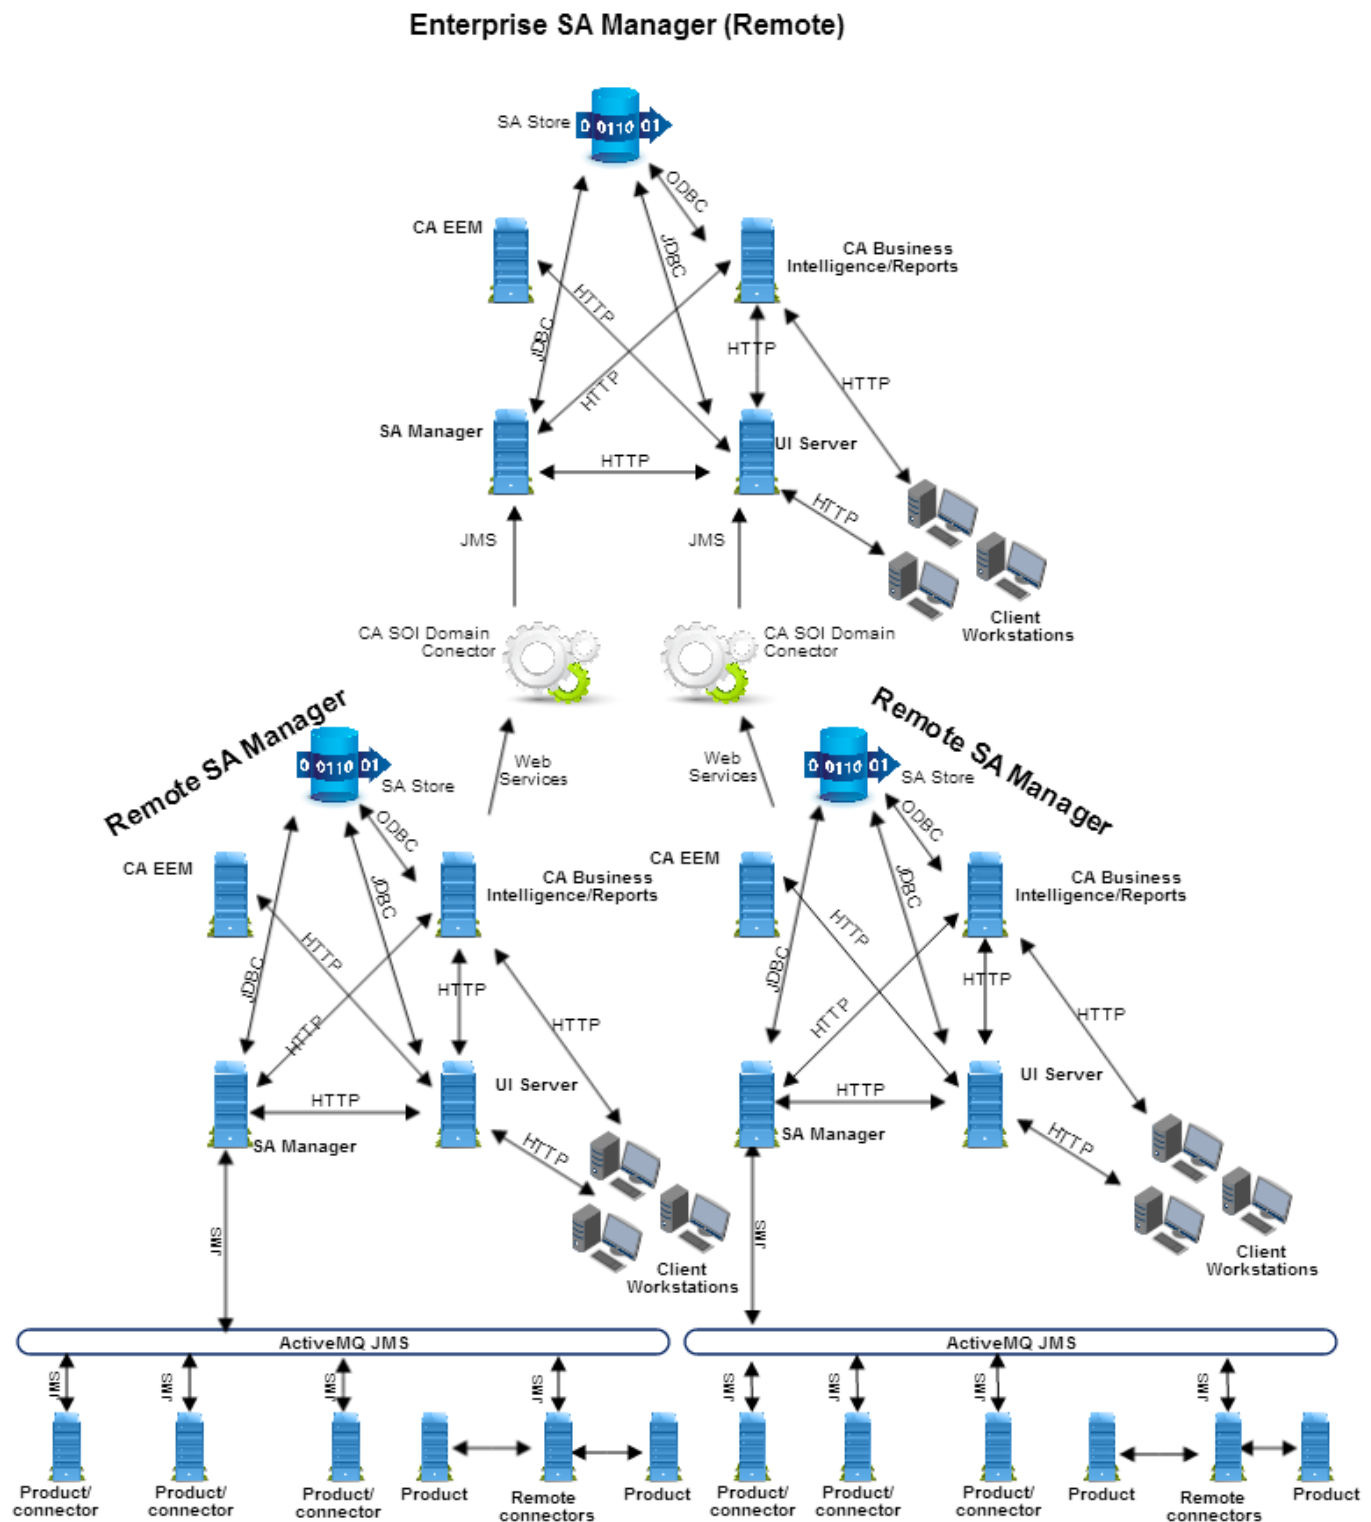 Enterprise SA Manager (Remote)
SA Store
0 0110 01
ODBC
CA EEM
JDBC
CA Business
Intelligence/Reports
HTTP
JDBC
HTTP
HTTP
HTTP
SA Manager
UI Server
HTTP
HTTP
JMS
JMS
Client
Workstations
CA SOI Domain
Conector
CA SOI Domain
Conector
Remote SA Manager
Remote SA Manager
Web
Services
Web
Services
0 0110 01
SA Store
0 0110 01
SA Store
ODBC
ODBC
CA EEM
CA EEM
CA Business
Intelligence/Reports
CA Business
Intelligence/Reports
JDBC
JDBC
HTTP
HTTP
JDBC
JDBC
HTTP
HTTP
HTTP
HTTP
HTTP
HTTP
UI Server
UI Server
HTTP
HTTP
SA Manager
SA Manager
HTTP
HTTP
JMS
JMS
Client
Workstations
Client
Workstations
ActiveMQ JMS
ActiveMQ JMS
JMS
JMS
JMS
JMS
JMS
JMS
JMS
JMS
Product/
connector
Product/
connector
Product/
connector
Product
Remote
connectors
Product
Product/
connector
Product/
connector
Product/
connector
Product
Remote
connectors
Product